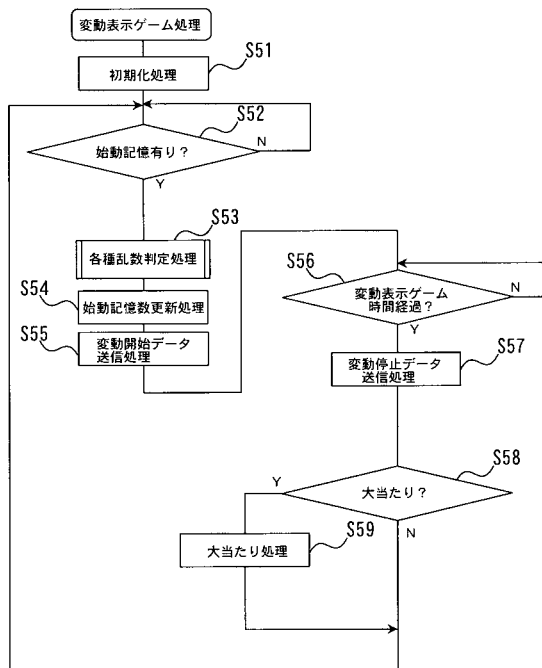 変動表示ゲーム処理
S51
初期化処理
S52
始動記憶有り？
N
Y
S53
各種乱数判定処理
S54
始動記憶数更新処理
S55
変動開始データ
送信処理
S56
変動表示ゲーム
時間経過？
N
Y
S57
変動停止データ
送信処理
S58
大当たり？
Y
N
S59
大当たり処理